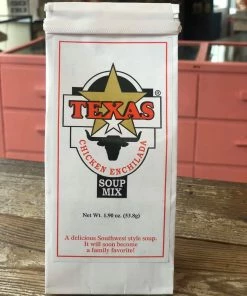 TEXAS®
CHICKEN ENCHILADA
SOUP
MIX
Net Wt. 1.90 oz. (53.8g)
A delicious Southwest style soup.
It will soon become
a family favorite!